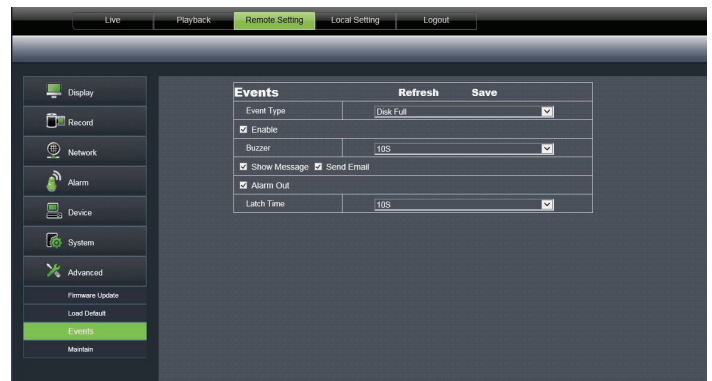 Live Playback Remote Setting Local Setting Logout
Display
Record
Network
Alarm
Device
System
Advanced
Firmware Update
Load Default
Events
Maintain
Events Refresh Save
Event Type Disk Full
Enable
Buzzer 10S
Show Message Send Email
Alarm Out
Latch Time 10S